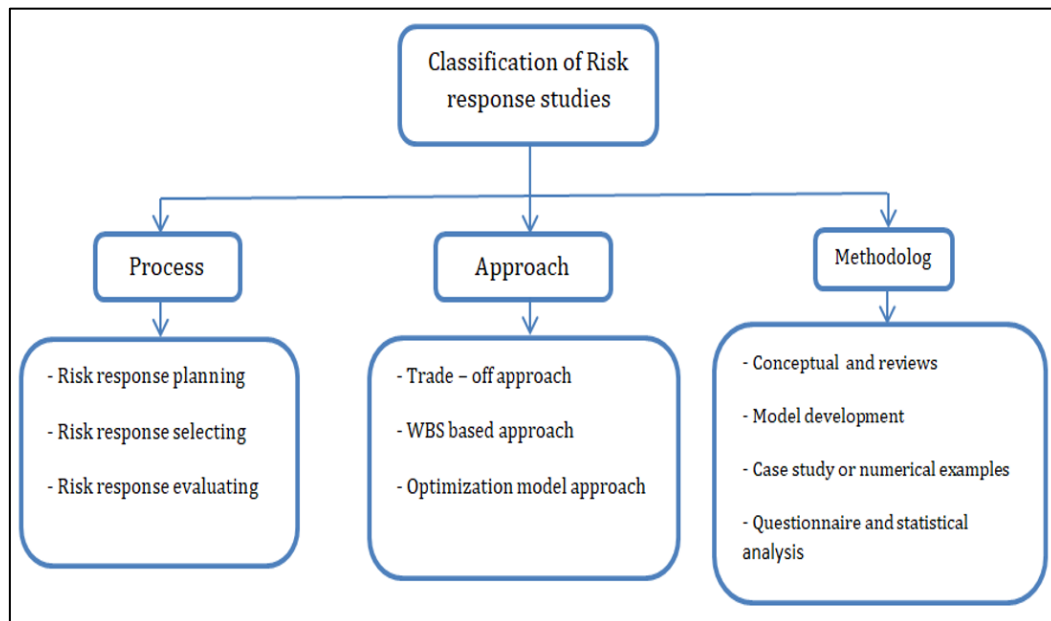 Classification of Risk
response studies
Process
Approach
Methodolog
- Risk response planning
- Risk response selecting
- Risk response evaluating
- Trade – off approach
- WBS based approach
- Optimization model approach
- Conceptual and reviews
- Model development
- Case study or numerical examples
- Questionnaire and statistical
analysis